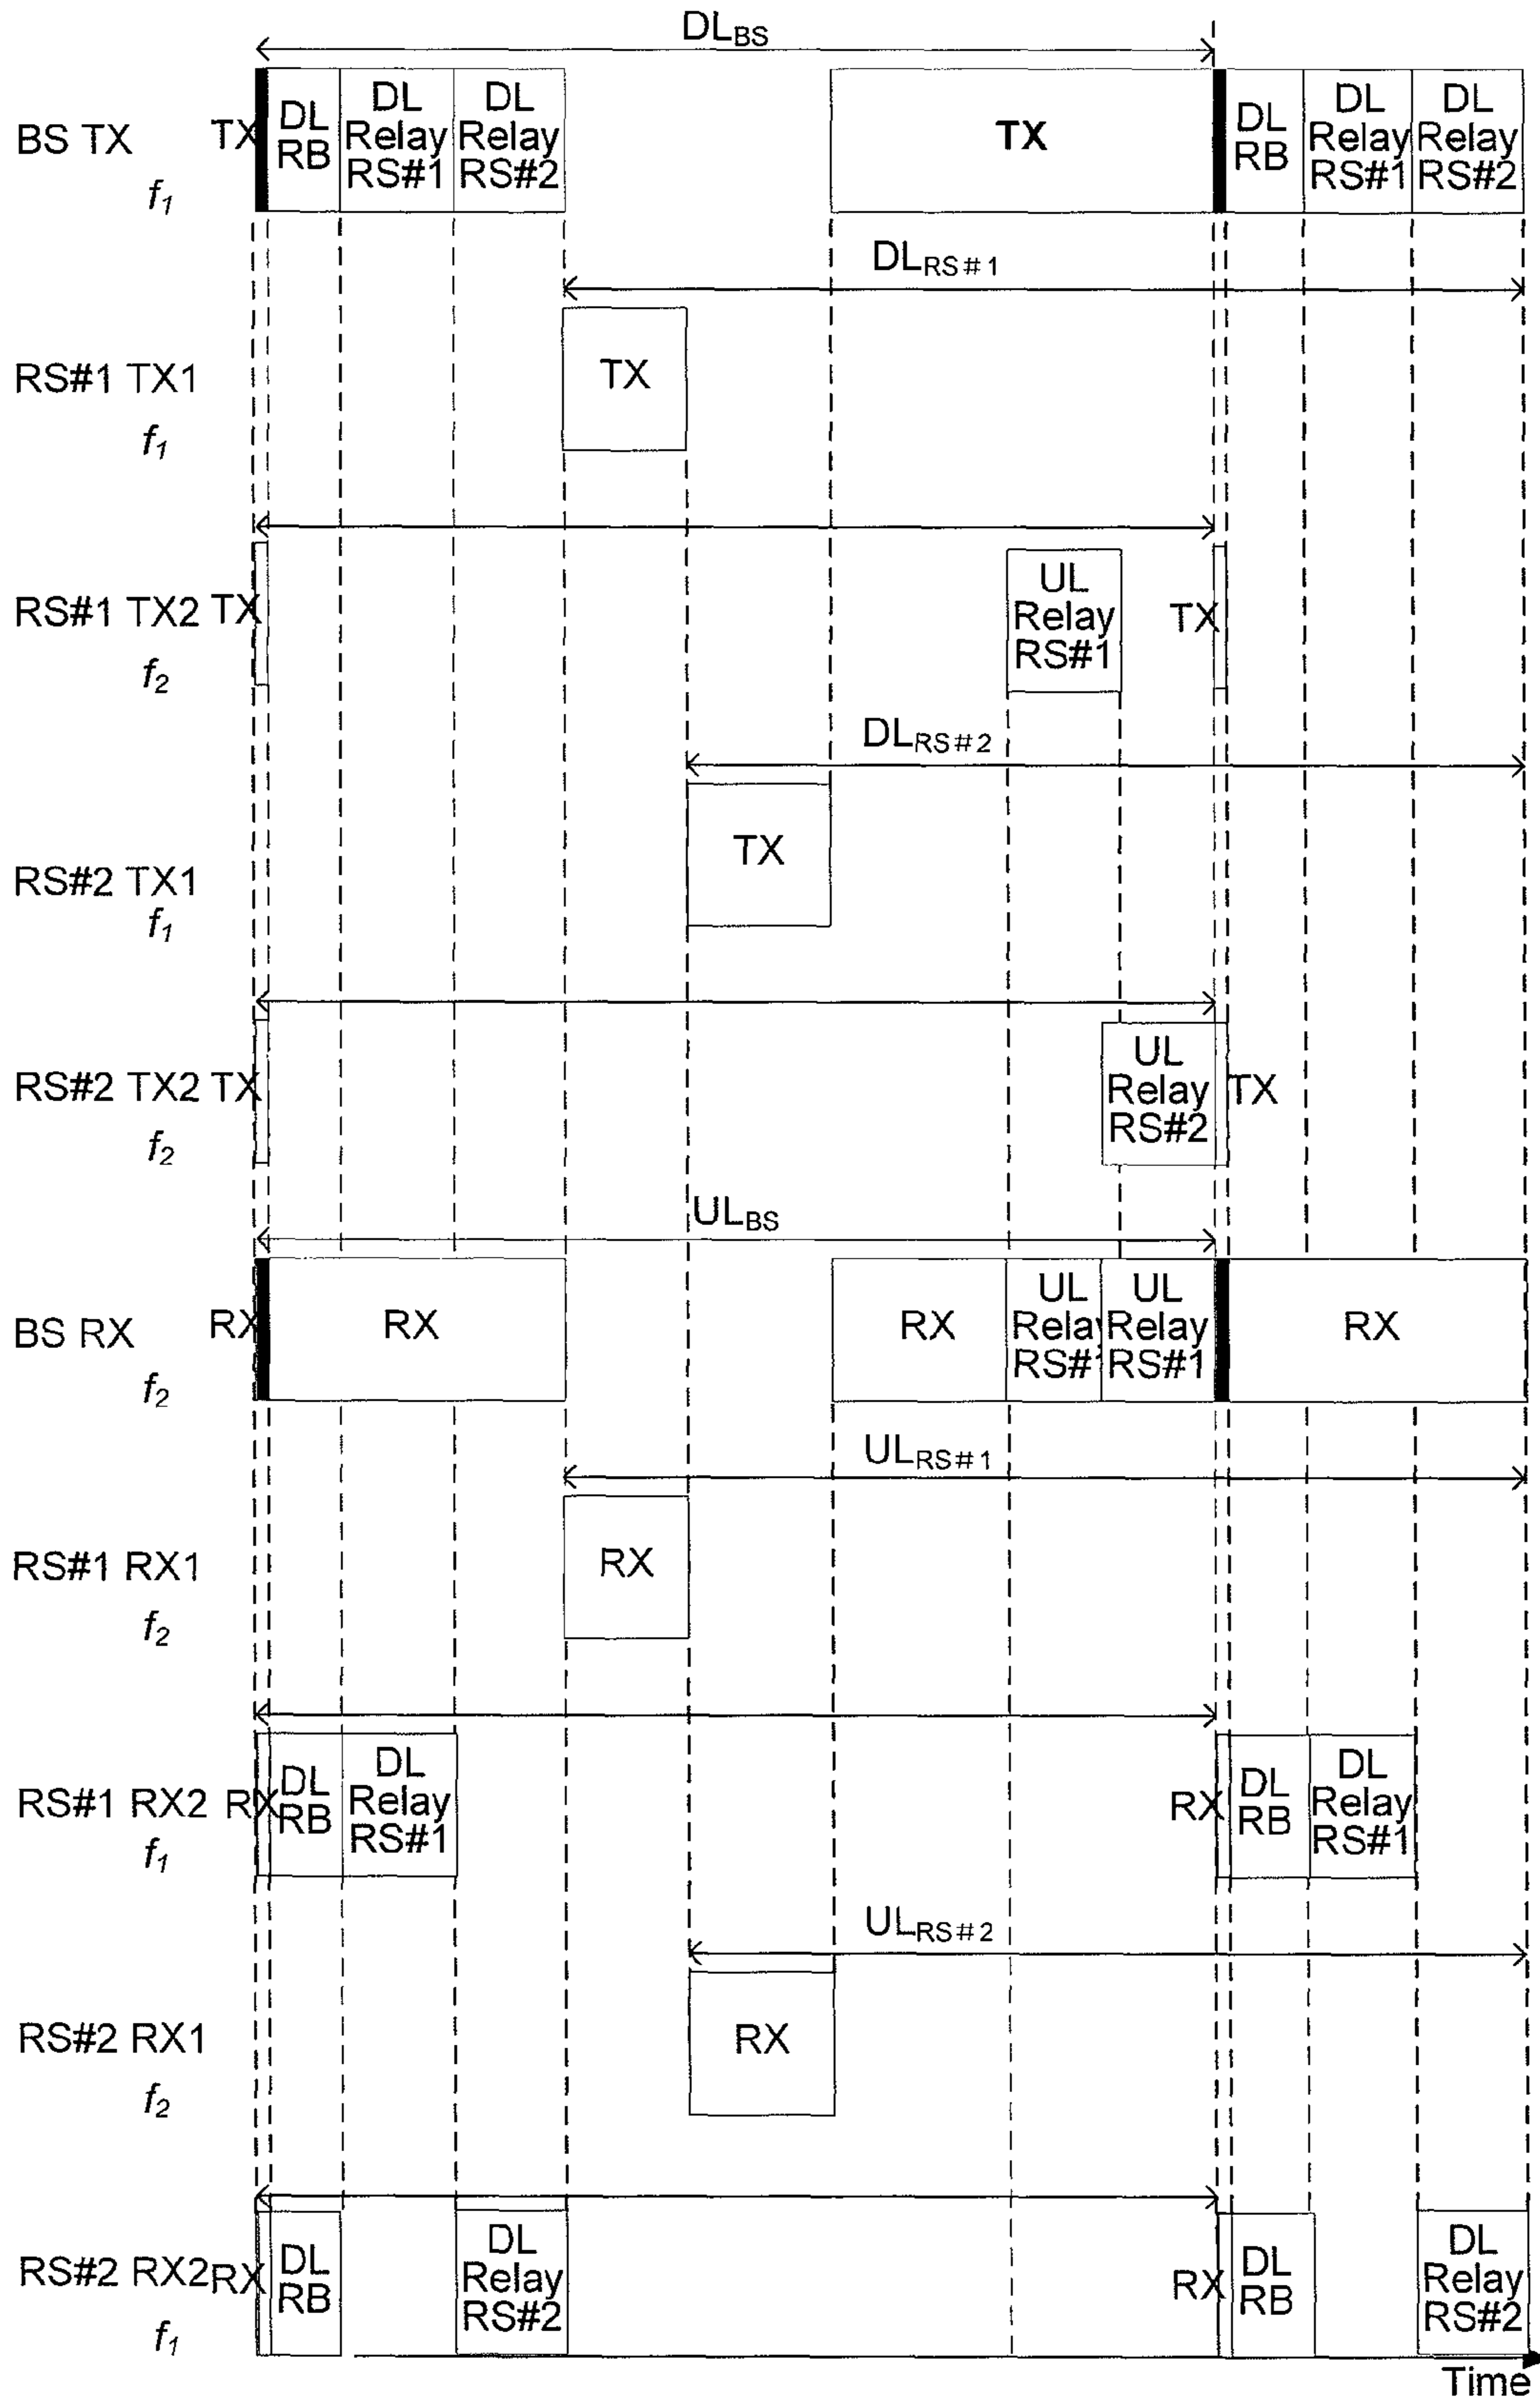 DL_BS
BS TX
f1
TX
DL
RB
DL
Relay
RS#1
DL
Relay
RS#2
TX
DL
RB
DL
Relay
RS#1
DL
Relay
RS#2
DL_RS#1
RS#1 TX1
f1
TX
RS#1 TX2
f2
TX
UL
Relay
RS#1
TX
DL_RS#2
RS#2 TX1
f1
TX
RS#2 TX2
f2
TX
UL
Relay
RS#2
TX
UL_BS
BS RX
f2
RX
RX
RX
UL
Relay
RS#1
UL
Relay
RS#1
RX
UL_RS#1
RS#1 RX1
f2
RX
RS#1 RX2
f1
RX
DL
RB
DL
Relay
RS#1
RX
DL
RB
DL
Relay
RS#1
UL_RS#2
RS#2 RX1
f2
RX
RS#2 RX2
f1
RX
DL
RB
DL
Relay
RS#2
RX
DL
RB
DL
Relay
RS#2
Time